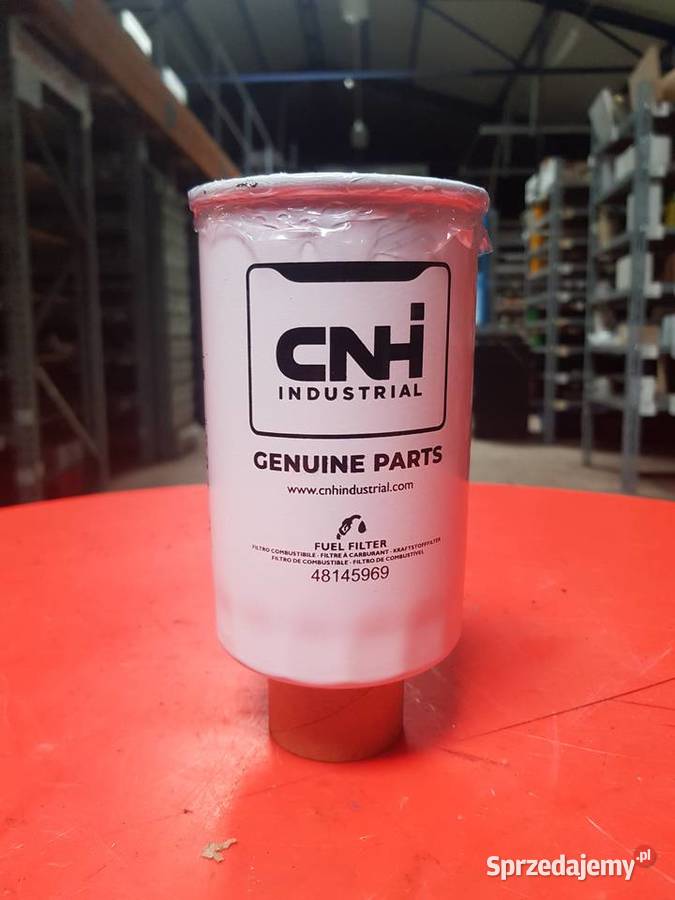 CNHi
INDUSTRIAL
GENUINE PARTS
www.cnhindustrial.com
FUEL FILTER
FILTRO COMBUSTIBILE - FILTRE À CARBURANT - KRAFTSTOFFFILTER
FILTRO DE COMBUSTIBLE - FILTRO DE COMBUSTÍVEL
48145969
Sprzedajemy.pl